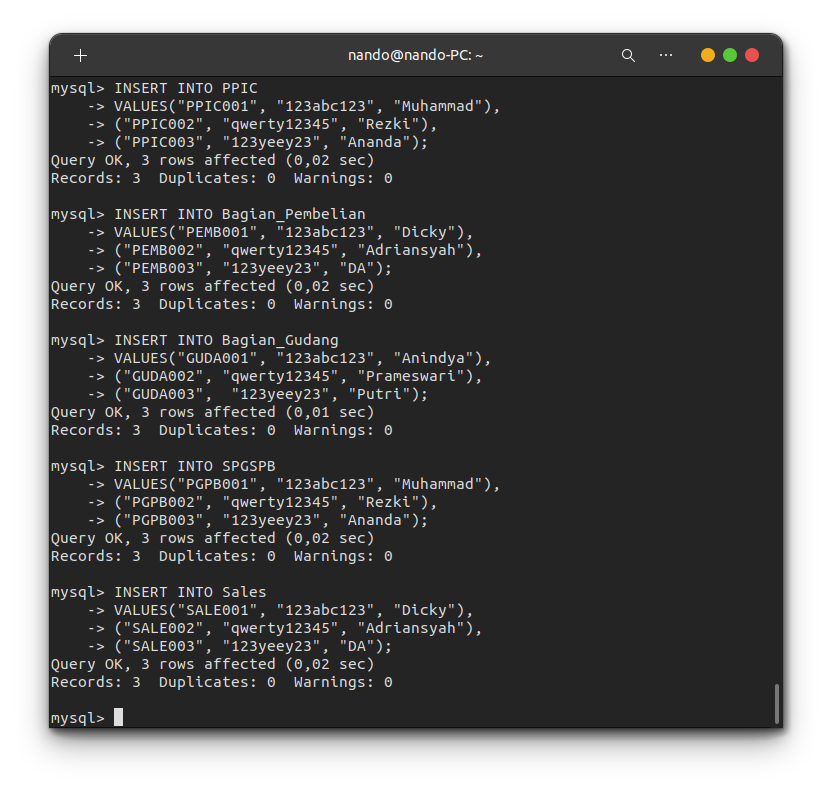 nando@nando-PC: ~
mysql> INSERT INTO PPIC
    -> VALUES("PPIC001", "123abc123", "Muhammad"),
    -> ("PPIC002", "qwerty12345", "Rezki"),
    -> ("PPIC003", "123yeey23", "Ananda");
Query OK, 3 rows affected (0,02 sec)
Records: 3  Duplicates: 0  Warnings: 0

mysql> INSERT INTO Bagian_Pembelian
    -> VALUES("PEMB001", "123abc123", "Dicky"),
    -> ("PEMB002", "qwerty12345", "Adriansyah"),
    -> ("PEMB003", "123yeey23", "DA");
Query OK, 3 rows affected (0,02 sec)
Records: 3  Duplicates: 0  Warnings: 0

mysql> INSERT INTO Bagian_Gudang
    -> VALUES("GUDA001", "123abc123", "Anindya"),
    -> ("GUDA002", "qwerty12345", "Prameswari"),
    -> ("GUDA003",  "123yeey23", "Putri");
Query OK, 3 rows affected (0,01 sec)
Records: 3  Duplicates: 0  Warnings: 0

mysql> INSERT INTO SPGSPB
    -> VALUES("PGPB001", "123abc123", "Muhammad"),
    -> ("PGPB002", "qwerty12345", "Rezki"),
    -> ("PGPB003", "123yeey23", "Ananda");
Query OK, 3 rows affected (0,02 sec)
Records: 3  Duplicates: 0  Warnings: 0

mysql> INSERT INTO Sales
    -> VALUES("SALE001", "123abc123", "Dicky"),
    -> ("SALE002", "qwerty12345", "Adriansyah"),
    -> ("SALE003", "123yeey23", "DA");
Query OK, 3 rows affected (0,02 sec)
Records: 3  Duplicates: 0  Warnings: 0

mysql>